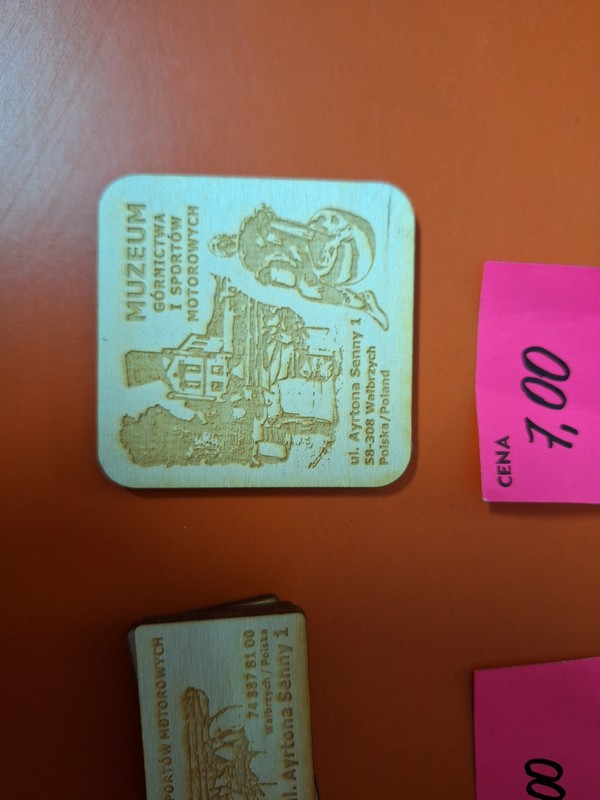 MUZEUM
GÓRNICTWA
I SPORTÓW
MOTOROWYCH
ul. Ayrtona Senny 1
58-308 Wałbrzych
Polska/Poland
CENA
7,00
SPORTÓW MOTOROWYCH
74 887 81 00
Wałbrzych / Polska
ul. Ayrtona Senny 1
00